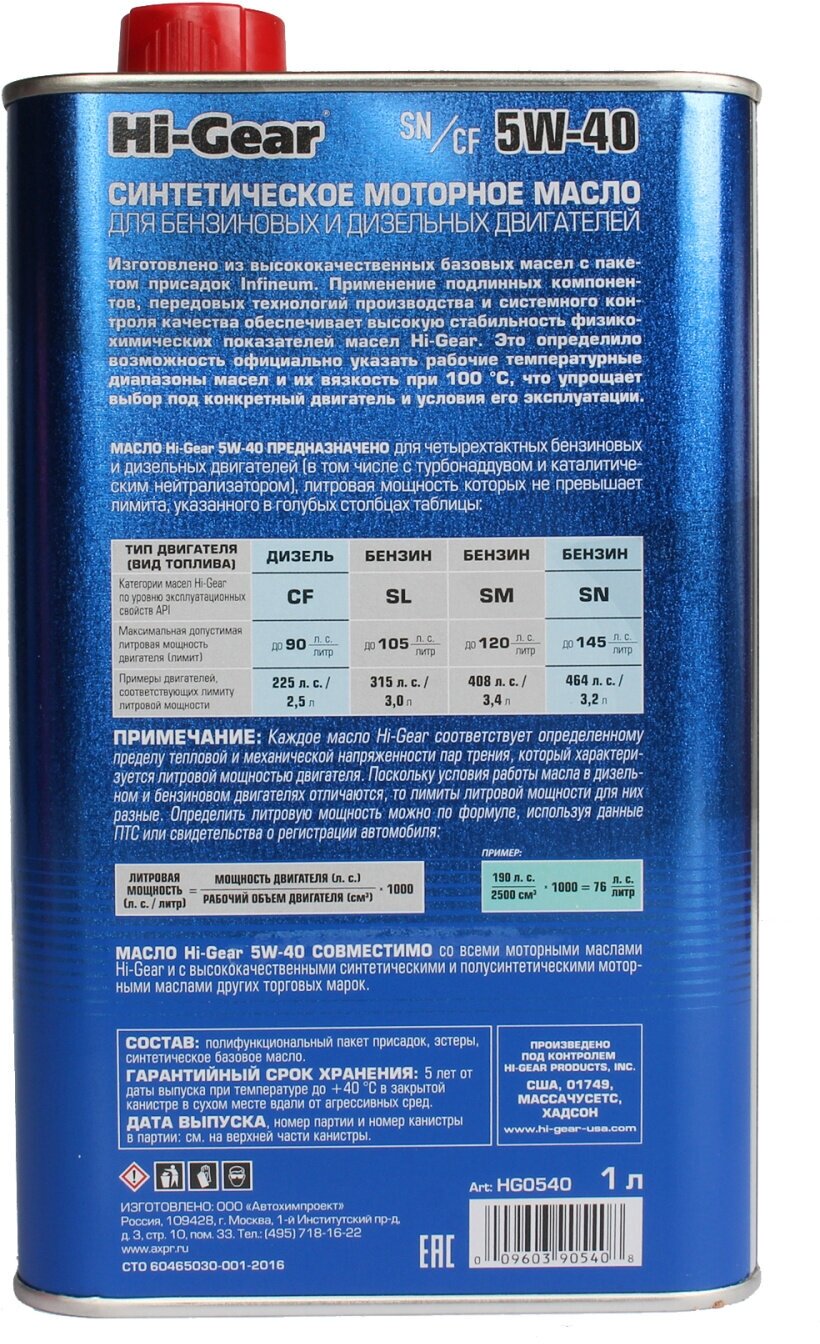 Hi-Gear® SN/CF 5W-40
СИНТЕТИЧЕСКОЕ МОТОРНОЕ МАСЛО
ДЛЯ БЕНЗИНОВЫХ И ДИЗЕЛЬНЫХ ДВИГАТЕЛЕЙ
Изготовлено из высококачественных базовых масел с паке-
том присадок Infineum. Применение подлинных компонен-
тов, передовых технологий производства и системного кон-
троля качества обеспечивает высокую стабильность физико-
химических показателей масел Hi-Gear. Это определило
возможность официально указать рабочие температурные
диапазоны масел и их вязкость при 100 °С, что упрощает
выбор под конкретный двигатель и условия его эксплуатации.
МАСЛО Hi-Gear 5W-40 ПРЕДНАЗНАЧЕНО для четырехтактных бензиновых
и дизельных двигателей (в том числе с турбонаддувом и каталитиче-
ским нейтрализатором), литровая мощность которых не превышает
лимита, указанного в голубых столбцах таблицы:
ТИП ДВИГАТЕЛЯ
(ВИД ТОПЛИВА)
ДИЗЕЛЬ БЕНЗИН БЕНЗИН БЕНЗИН
Категории масел Hi-Gear
по уровню эксплуатационных
свойств API
CF SL SM SN
Максимальная допустимая
литровая мощность
двигателя (лимит)
до 90 л. с./литр до 105 л. с./литр до 120 л. с./литр до 145 л. с./литр
Примеры двигателей,
соответствующих лимиту
литровой мощности
225 л. с. / 315 л. с. / 408 л. с. / 464 л. с. /
2,5 л 3,0 л 3,4 л 3,2 л
ПРИМЕЧАНИЕ: Каждое масло Hi-Gear соответствует определенному
пределу тепловой и механической напряженности пар трения, который характери-
зуется литровой мощностью двигателя. Поскольку условия работы масла в дизель-
ном и бензиновом двигателях отличаются, то лимиты литровой мощности для них
разные. Определить литровую мощность можно по формуле, используя данные
ПТС или свидетельства о регистрации автомобиля:
ЛИТРОВАЯ
МОЩНОСТЬ
(л. с. / литр)
=
МОЩНОСТЬ ДВИГАТЕЛЯ (л. с.)
РАБОЧИЙ ОБЪЕМ ДВИГАТЕЛЯ (см³)
· 1000
ПРИМЕР:
190 л. с.
2500 см³
· 1000 = 76 л. с./литр
МАСЛО Hi-Gear 5W-40 СОВМЕСТИМО со всеми моторными маслами
Hi-Gear и с высококачественными синтетическими и полусинтетическими мотор-
ными маслами других торговых марок.
СОСТАВ: полифункциональный пакет присадок, эстеры,
синтетическое базовое масло.
ГАРАНТИЙНЫЙ СРОК ХРАНЕНИЯ: 5 лет от
даты выпуска при температуре до +40 °С в закрытой
канистре в сухом месте вдали от агрессивных сред.
ДАТА ВЫПУСКА, номер партии и номер канистры
в партии: см. на верхней части канистры.
ПРОИЗВЕДЕНО
ПОД КОНТРОЛЕМ
HI-GEAR PRODUCTS, INC.
США, 01749,
МАССАЧУСЕТС,
ХАДСОН
www.hi-gear-usa.com
Art: HG0540 1 л
ИЗГОТОВЛЕНО: ООО «Автохимпроект»
Россия, 109428, г. Москва, 1-й Институтский пр-д,
д. 3, стр. 10, пом. 33. Тел.: (495) 718-16-22
www.axpr.ru
СТО 60465030-001-2016
EAC
0 09603 90540 8